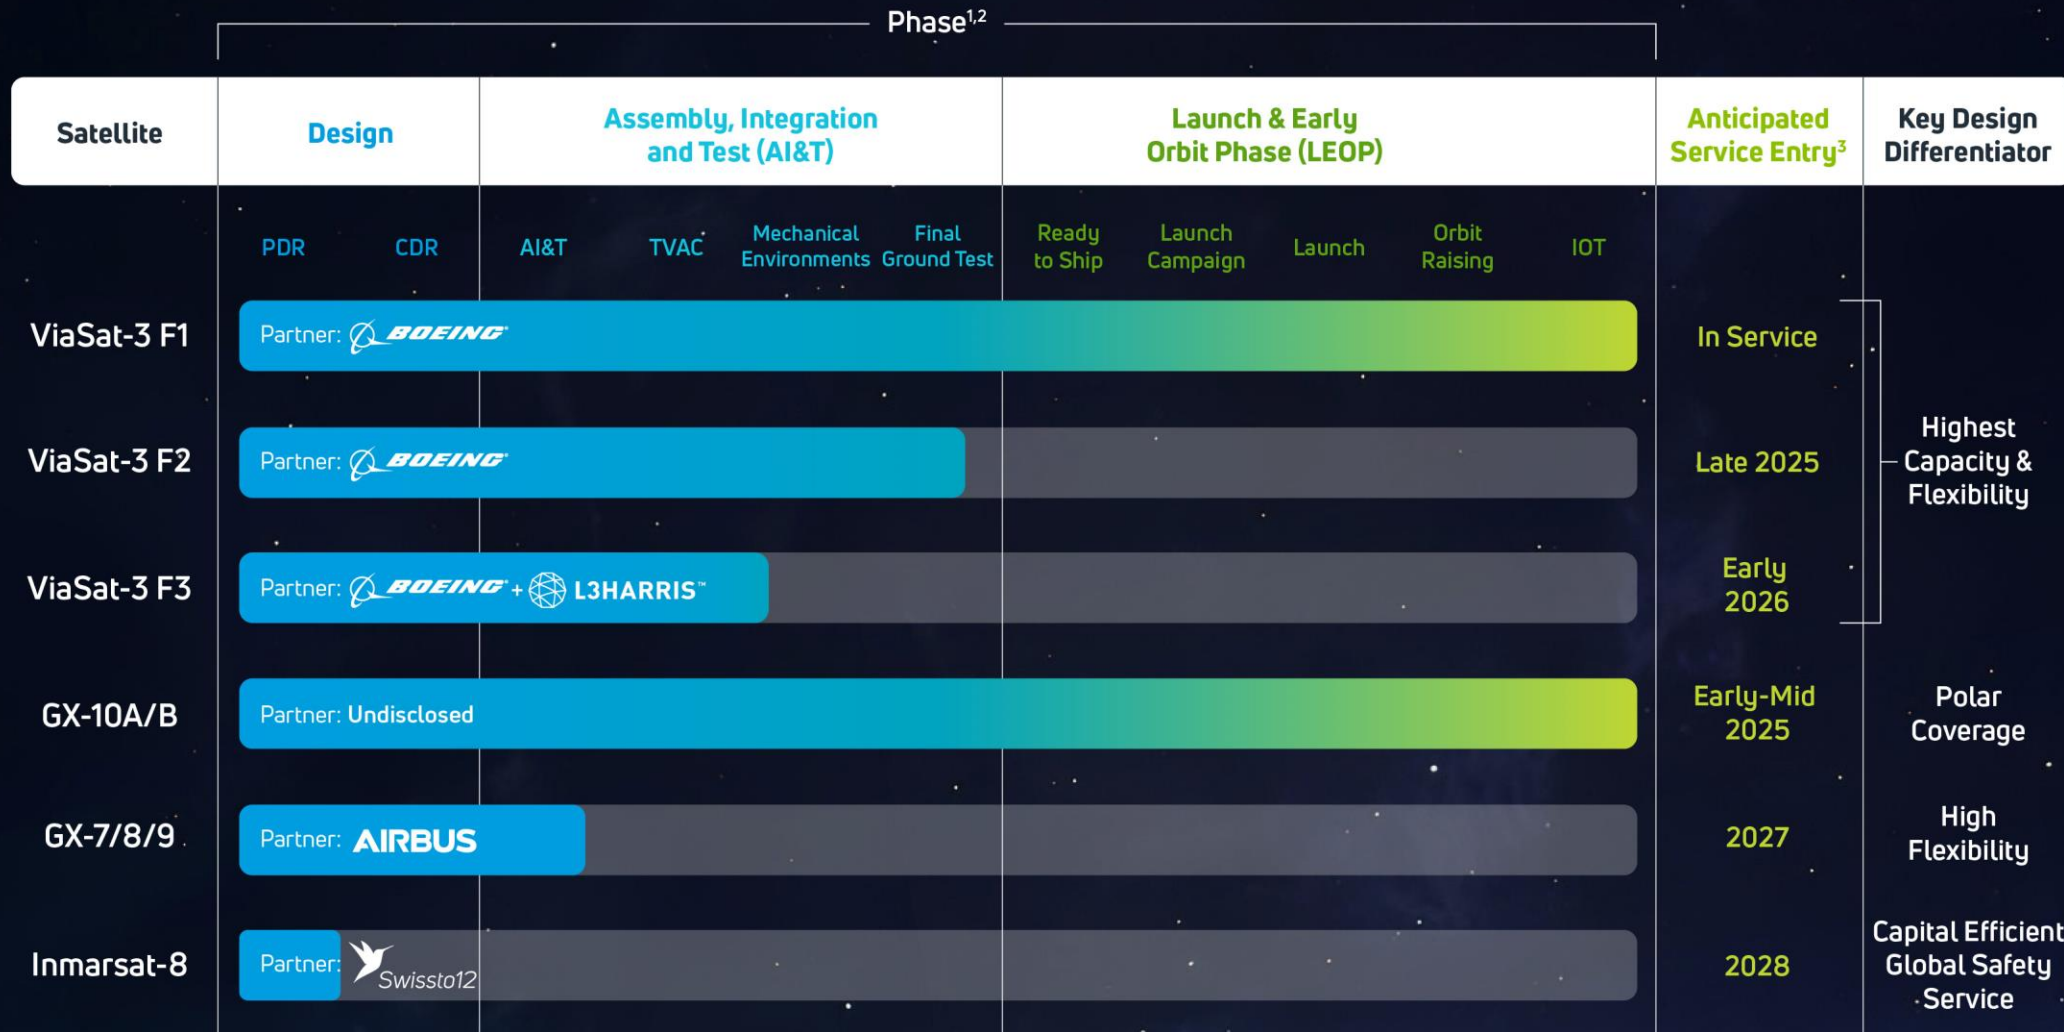 Phase1,2
Satellite
Design
Assembly, Integration
and Test (AI&T)
Launch & Early
Orbit Phase (LEOP)
Anticipated
Service Entry3
Key Design
Differentiator
PDR
CDR
AI&T
TVAC
Mechanical
Environments
Final
Ground Test
Ready
to Ship
Launch
Campaign
Launch
Orbit
Raising
IOT
ViaSat-3 F1
Partner: BOEING®
In Service
ViaSat-3 F2
Partner: BOEING®
Late 2025
Highest
Capacity &
Flexibility
ViaSat-3 F3
Partner: BOEING® + L3HARRIS™
Early
2026
GX-10A/B
Partner: Undisclosed
Early-Mid
2025
Polar
Coverage
GX-7/8/9
Partner: AIRBUS
2027
High
Flexibility
Inmarsat-8
Partner: Swissto12
2028
Capital Efficient
Global Safety
Service